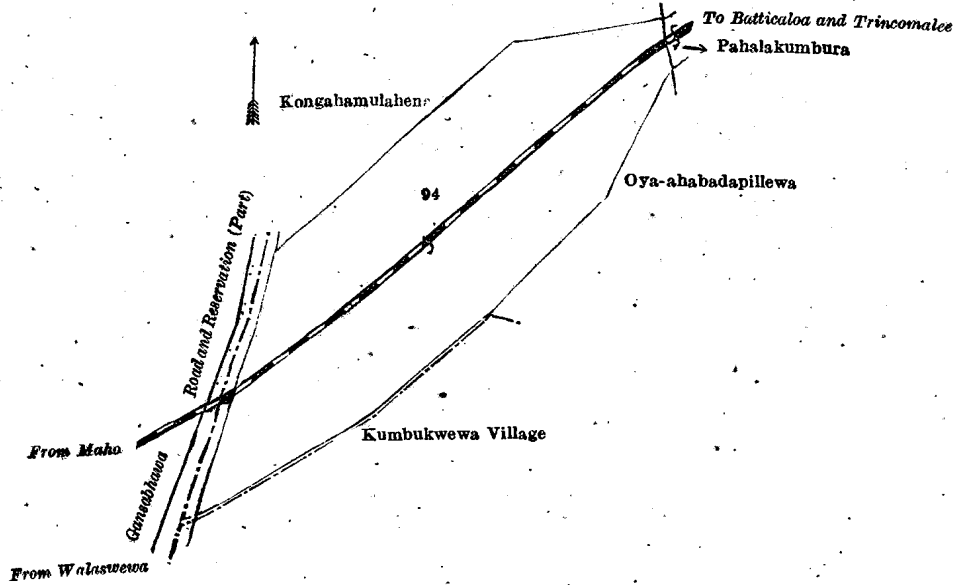 To Batticaloa and Trincomalee
Pahalakumbura
Kongahamulahena
Oya-ahabadapillewa
94
Road and Reservation (Part)
Kumbukwewa Village
From Maho
Gansabhawa
From Walaswewa